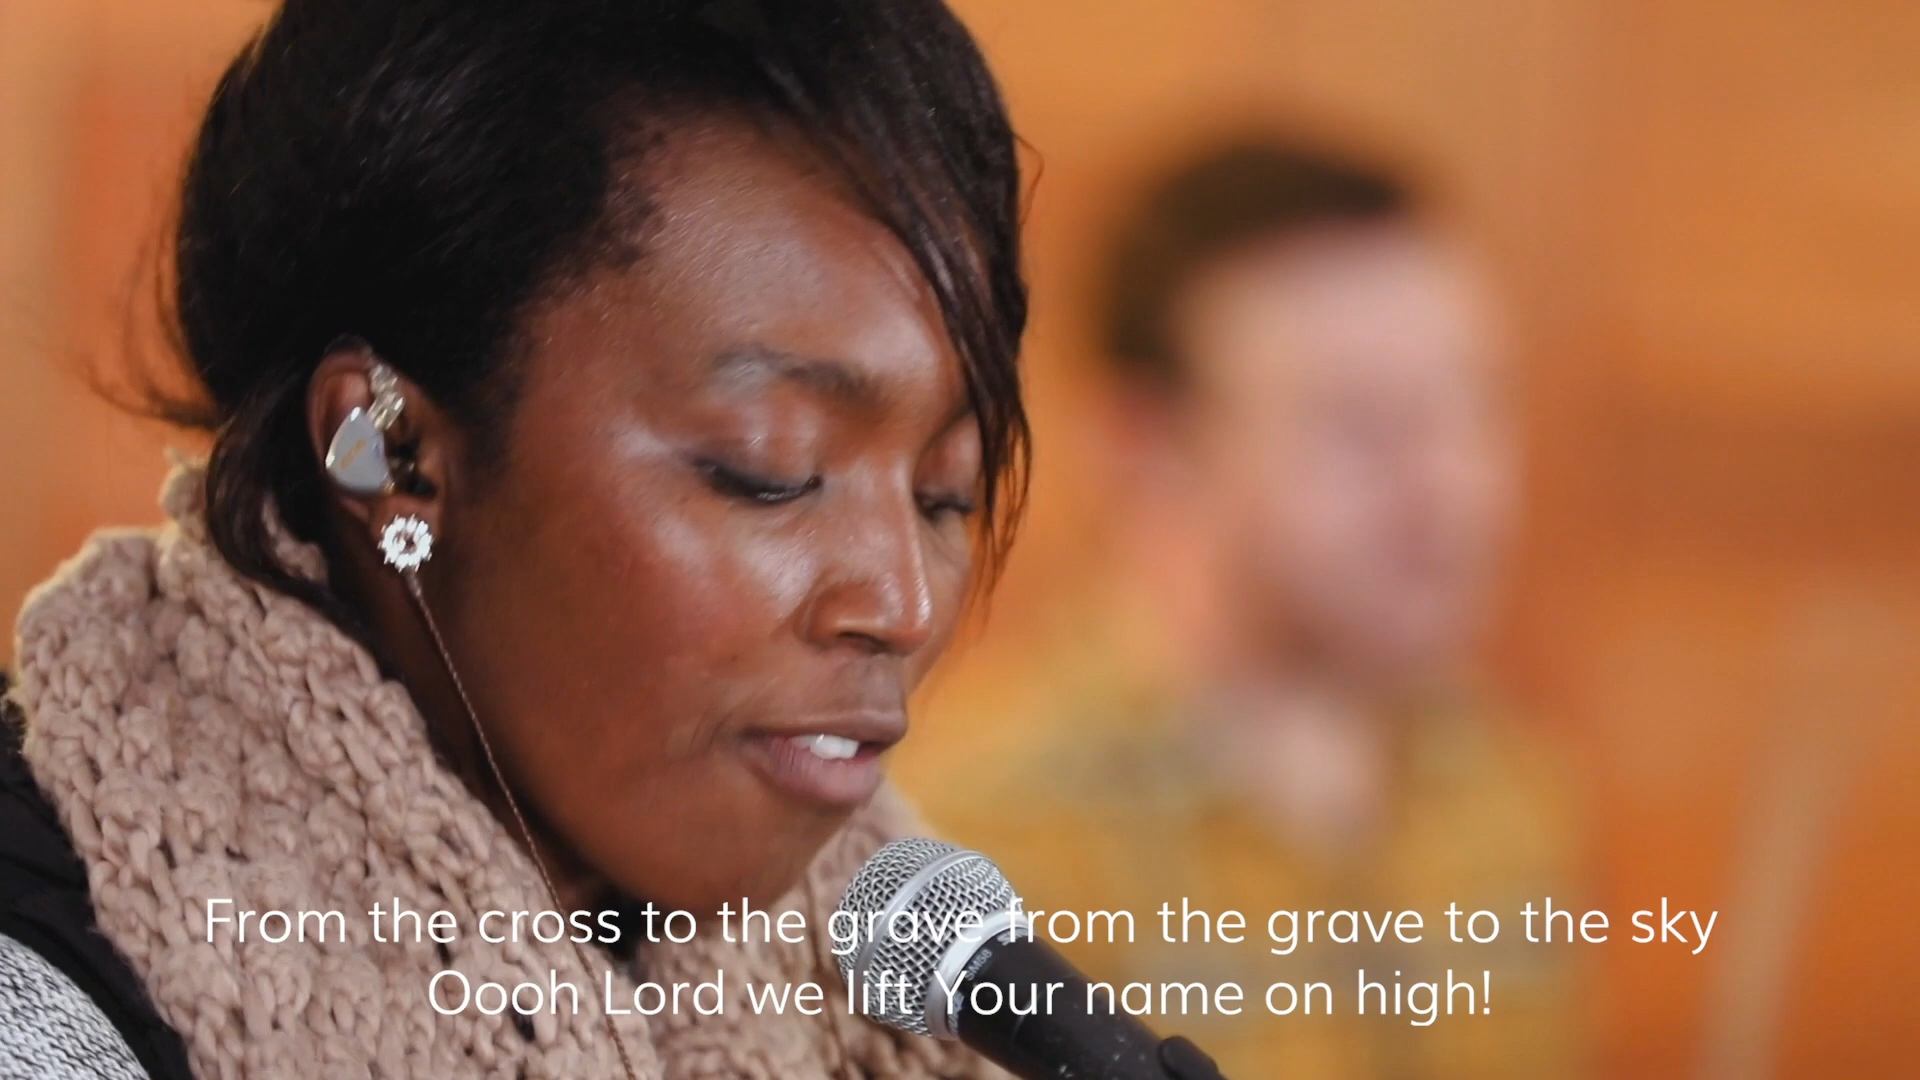 From the cross to the grave from the grave to the sky
Oooh Lord we lift Your name on high!
SM58